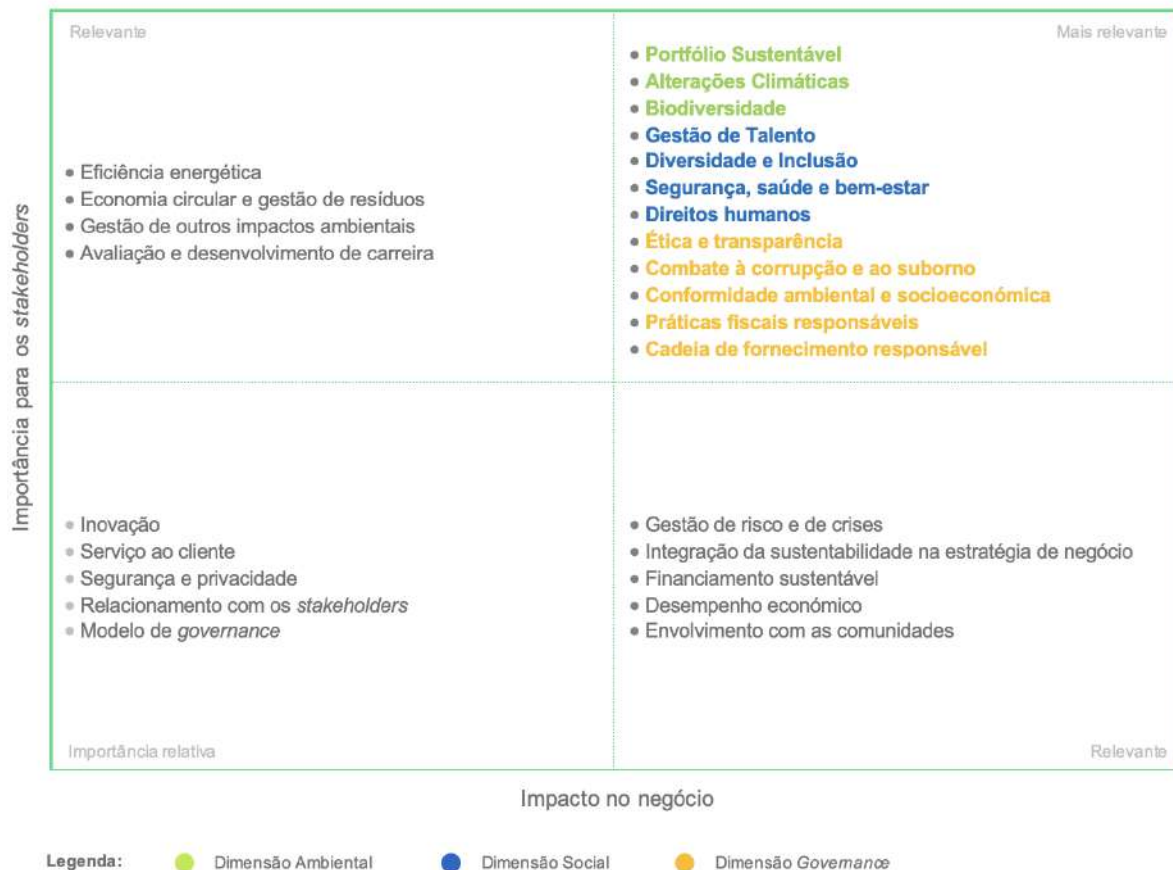 Relevante
Mais relevante
• Portfólio Sustentável
• Alterações Climáticas
• Biodiversidade
• Gestão de Talento
• Diversidade e Inclusão
• Segurança, saúde e bem-estar
• Direitos humanos
• Ética e transparência
• Combate à corrupção e ao suborno
• Conformidade ambiental e socioeconómica
• Práticas fiscais responsáveis
• Cadeia de fornecimento responsável
• Eficiência energética
• Economia circular e gestão de resíduos
• Gestão de outros impactos ambientais
• Avaliação e desenvolvimento de carreira
Importância para os stakeholders
• Inovação
• Serviço ao cliente
• Segurança e privacidade
• Relacionamento com os stakeholders
• Modelo de governance
• Gestão de risco e de crises
• Integração da sustentabilidade na estratégia de negócio
• Financiamento sustentável
• Desempenho económico
• Envolvimento com as comunidades
Importância relativa
Relevante
Impacto no negócio
Legenda: Dimensão Ambiental Dimensão Social Dimensão Governance